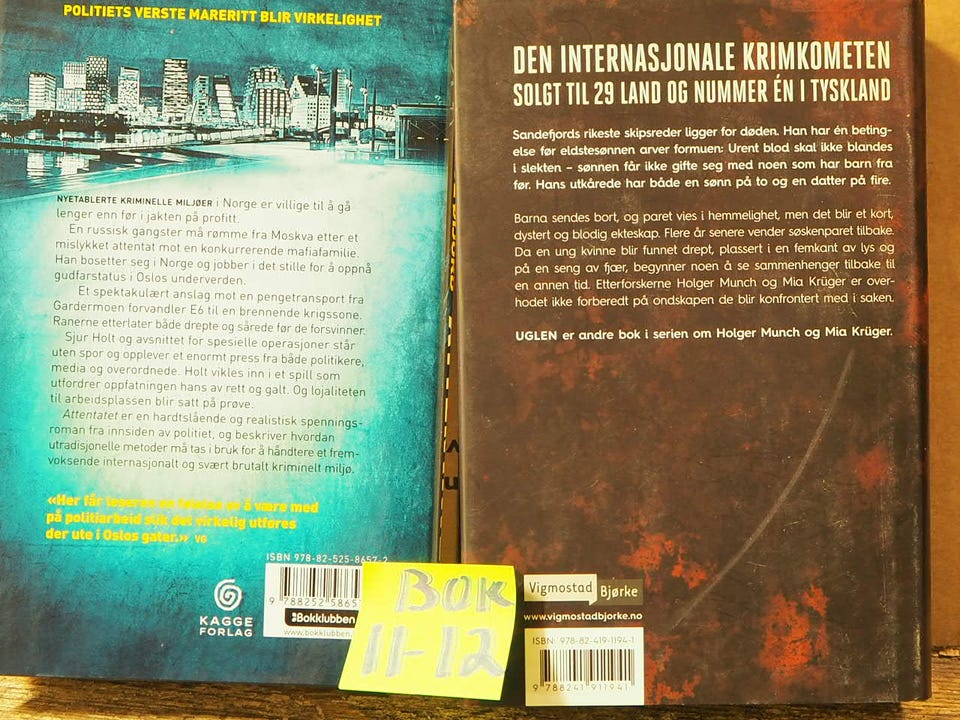 POLITIETS VERSTE MARERITT BLIR VIRKELIGHET
NYETABLERTE KRIMINELLE MILJØER i Norge er villige til å gå
lenger enn før i jakten på profitt.
En russisk gangster må rømme fra Moskva etter et
mislykket attentat mot en konkurrerende mafiafamilie.
Han bosetter seg i Norge og jobber i det stille for å oppnå
gudfarstatus i Oslos underverden.
Et spektakulært anslag mot en pengetransport fra
Gardermoen forvandler E6 til en brennende krigssone.
Ranerne etterlater både drepte og sårede før de forsvinner.
Sjur Holt og avsnittet for spesielle operasjoner står
uten spor og opplever et enormt press fra både politikere,
media og overordnede. Holt vikles inn i et spill som
utfordrer oppfatningen hans av rett og galt. Og lojaliteten
til arbeidsplassen blir satt på prøve.
Attentatet er en hardtslående og realistisk spennings-
roman fra innsiden av politiet, og beskriver hvordan
utradisjonelle metoder må tas i bruk for å håndtere et frem-
voksende internasjonalt og svært brutalt kriminelt miljø.
«Her får leserne en følelse av å være med
på politiarbeid slik det virkelig utføres
der ute i Oslos gater.» VG
ISBN 978-82-525-8657-2
9 788252 5865
Bokklubben
www.bokklubben.
KAGGE
FORLAG
BOK
11-12
DEN INTERNASJONALE KRIMKOMETEN
SOLGT TIL 29 LAND OG NUMMER ÉN I TYSKLAND
Sandefjords rikeste skipsreder ligger for døden. Han har én beting-
else før eldstesønnen arver formuen: Urent blod skal ikke blandes
i slekten – sønnen får ikke gifte seg med noen som har barn fra
før. Hans utkårede har både en sønn på to og en datter på fire.
Barna sendes bort, og paret vies i hemmelighet, men det blir et kort,
dystert og blodig ekteskap. Flere år senere vender søskenparet tilbake.
Da en ung kvinne blir funnet drept, plassert i en femkant av lys og
på en seng av fjær, begynner noen å se sammenhenger tilbake til
en annen tid. Etterforskerne Holger Munch og Mia Krüger er over-
hodet ikke forberedt på ondskapen de blir konfrontert med i saken.
UGLEN er andre bok i serien om Holger Munch og Mia Krüger.
Vigmostad Bjørke
www.vigmostadbjorke.no
ISBN: 978-82-419-1194-1
9 788241 911941